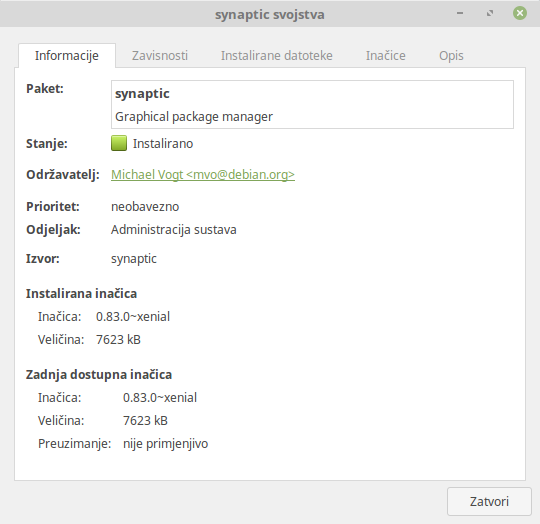 synaptic svojstva
Informacije Zavisnosti Instalirane datoteke Inačice Opis
Paket: synaptic
Graphical package manager
Stanje: Instalirano
Održavatelj: Michael Vogt <mvo@debian.org>
Prioritet: neobavezno
Odjeljak: Administracija sustava
Izvor: synaptic
Instalirana inačica
Inačica: 0.83.0~xenial
Veličina: 7623 kB
Zadnja dostupna inačica
Inačica: 0.83.0~xenial
Veličina: 7623 kB
Preuzimanje: nije primjenjivo
Zatvori